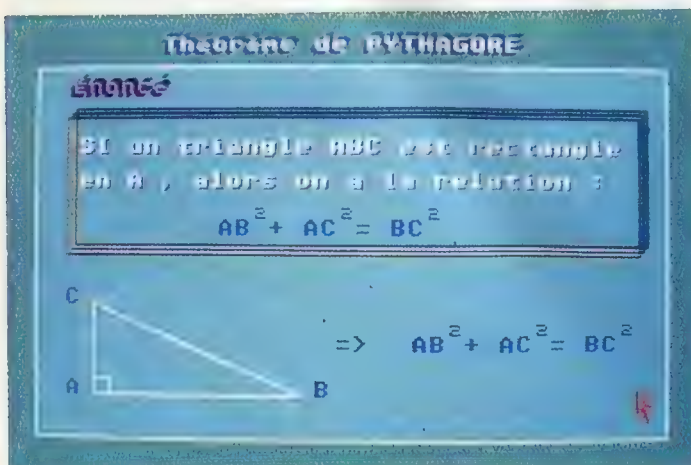 Théorème de PYTHAGORE
Énoncé
SI un triangle ABC est rectangle
en A , alors on a la relation :
AB²+ AC²= BC²
C
=> AB²+ AC²= BC²
A
B